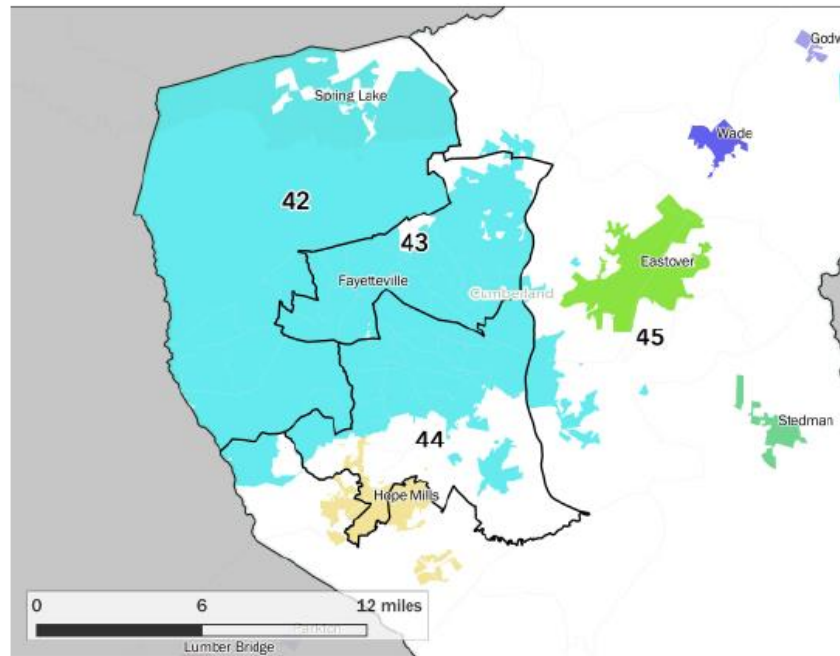 Godw
Wade
Spring Lake
42
43
Eastover
Fayetteville
Cumberland
45
Stedman
44
Hope Mills
0 6 12 miles
Parkton
Lumber Bridge